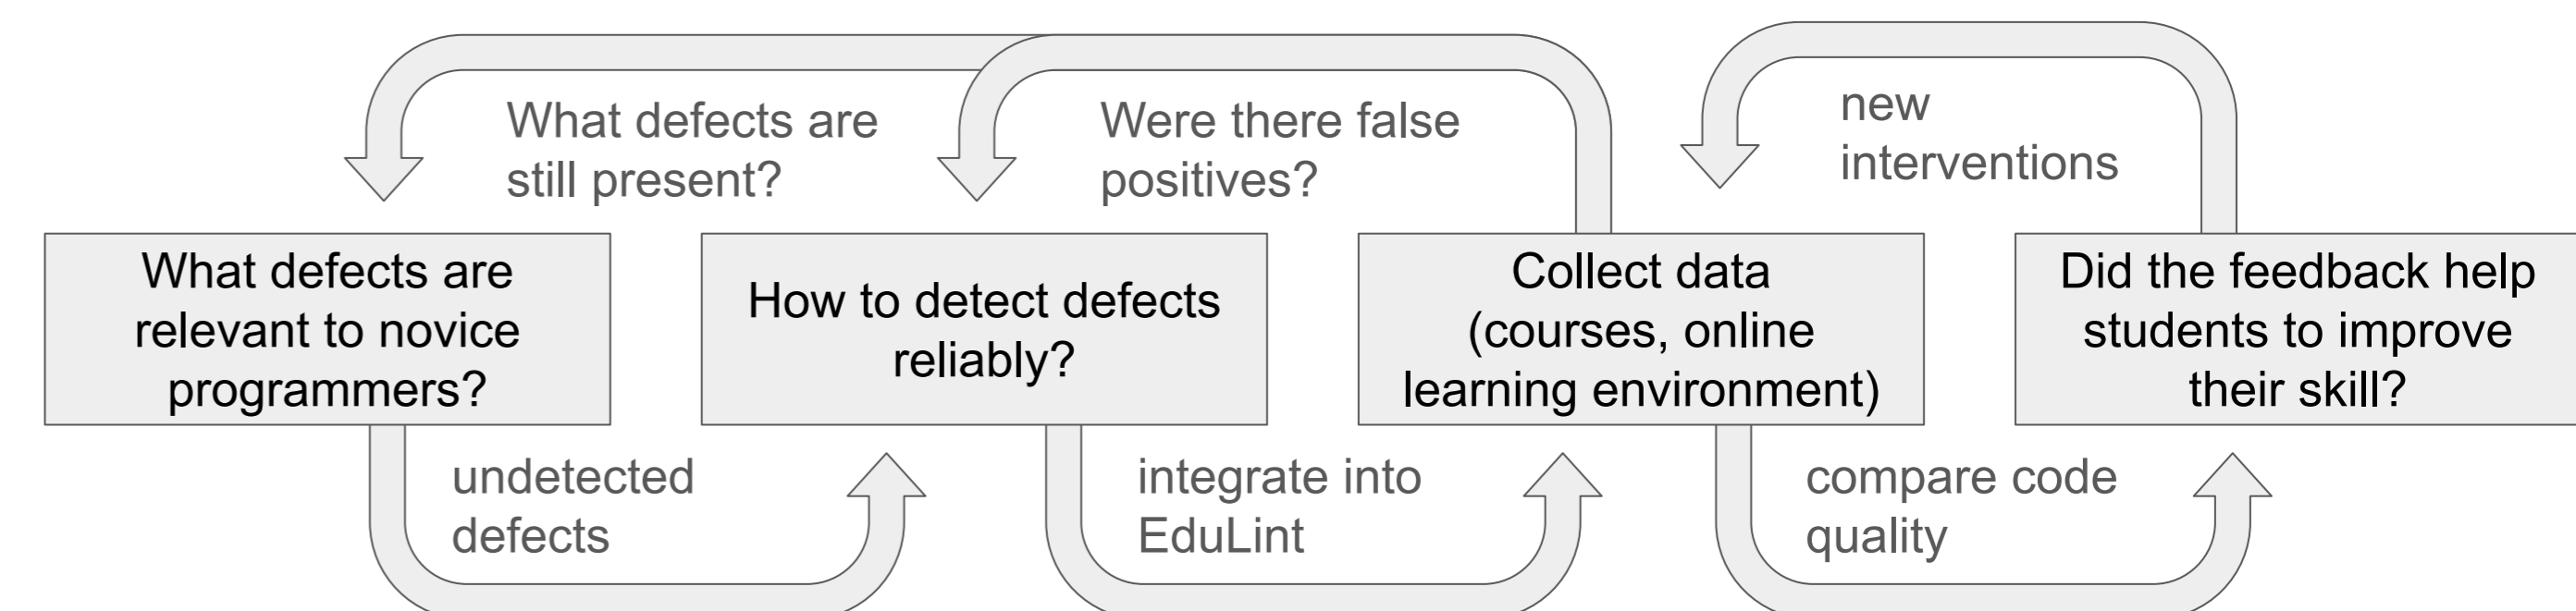 What defects are
still present?
Were there false
positives?
new
interventions
What defects are
relevant to novice
programmers?
How to detect defects
reliably?
Collect data
(courses, online
learning environment)
Did the feedback help
students to improve
their skill?
undetected
defects
integrate into
EduLint
compare code
quality